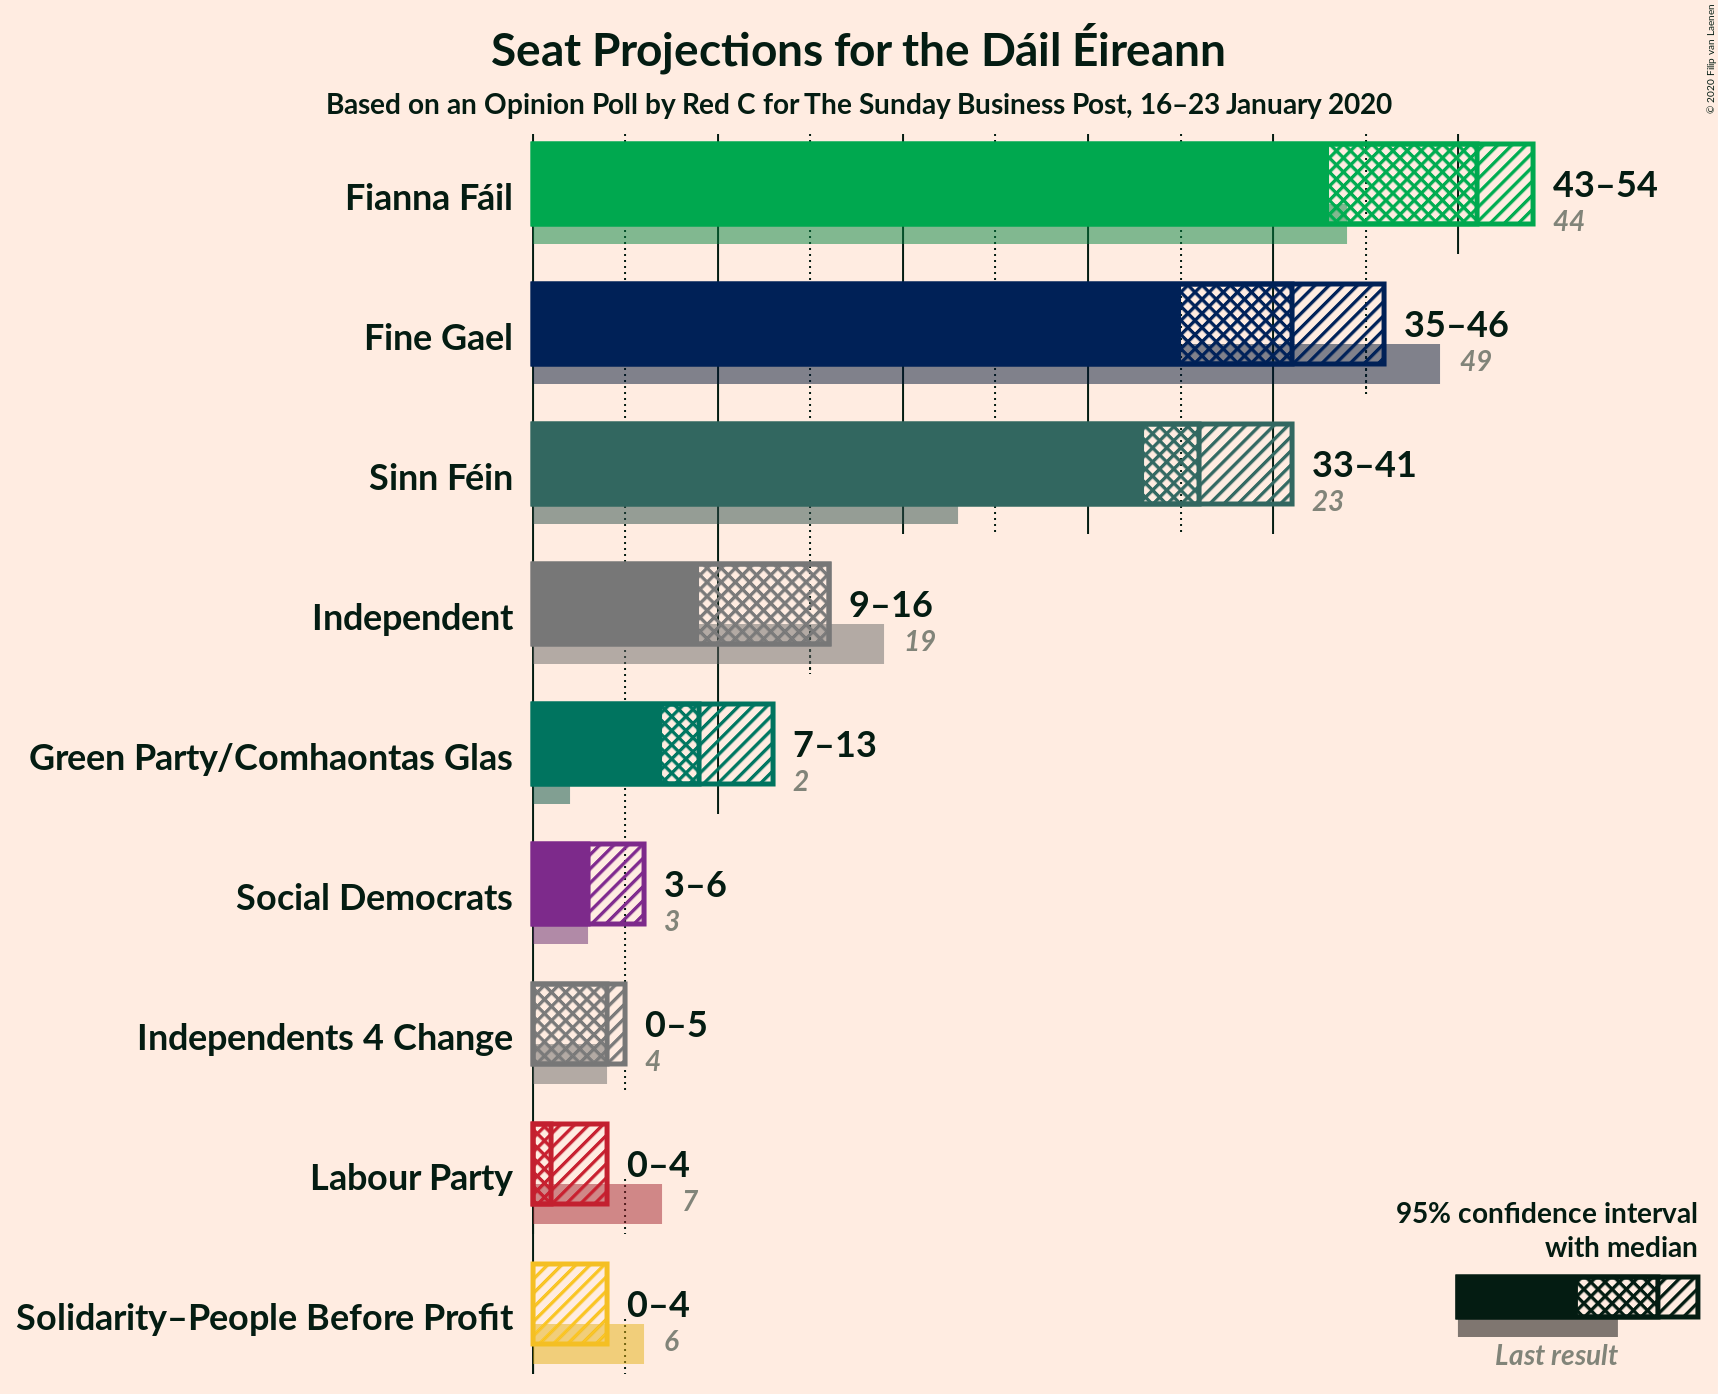 Seat Projections for the Dáil Éireann
Based on an Opinion Poll by Red C for The Sunday Business Post, 16–23 January 2020
© 2020 Filip van Laenen
Fianna Fáil
43–54
44
Fine Gael
35–46
49
Sinn Féin
33–41
23
Independent
9–16
19
Green Party/Comhaontas Glas
7–13
2
Social Democrats
3–6
3
Independents 4 Change
0–5
4
Labour Party
0–4
7
Solidarity–People Before Profit
0–4
6
95% confidence interval
with median
Last result